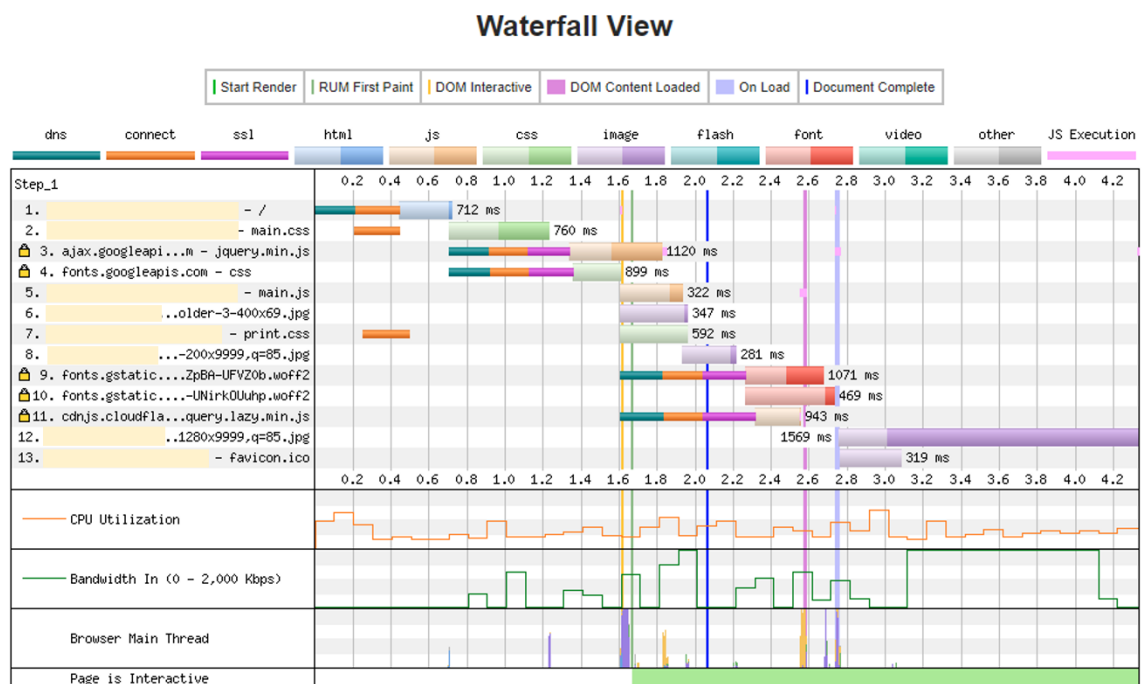 Waterfall View
Start Render RUM First Paint DOM Interactive DOM Content Loaded On Load Document Complete
dns connect ssl html js css image flash font video other JS Execution
Step_1 0.2 0.4 0.6 0.8 1.0 1.2 1.4 1.6 1.8 2.0 2.2 2.4 2.6 2.8 3.0 3.2 3.4 3.6 3.8 4.0 4.2
1. - / 712 ms
2. - main.css 760 ms
3. ajax.googleapi...m - jquery.min.js 1120 ms
4. fonts.googleapis.com - css 899 ms
5. - main.js 322 ms
6. ...older-3-400x69.jpg 347 ms
7. - print.css 592 ms
8. ...-200x9999,q=85.jpg 281 ms
9. fonts.gstatic....ZpBA-UFVZ0b.woff2 1071 ms
10. fonts.gstatic....-UNirkOUuhp.woff2 469 ms
11. cdnjs.cloudfla...query.lazy.min.js 943 ms
12. ..1280x9999,q=85.jpg 1569 ms
13. - favicon.ico 319 ms
0.2 0.4 0.6 0.8 1.0 1.2 1.4 1.6 1.8 2.0 2.2 2.4 2.6 2.8 3.0 3.2 3.4 3.6 3.8 4.0 4.2
CPU Utilization
Bandwidth In (0 - 2,000 Kbps)
Browser Main Thread
Page is Interactive